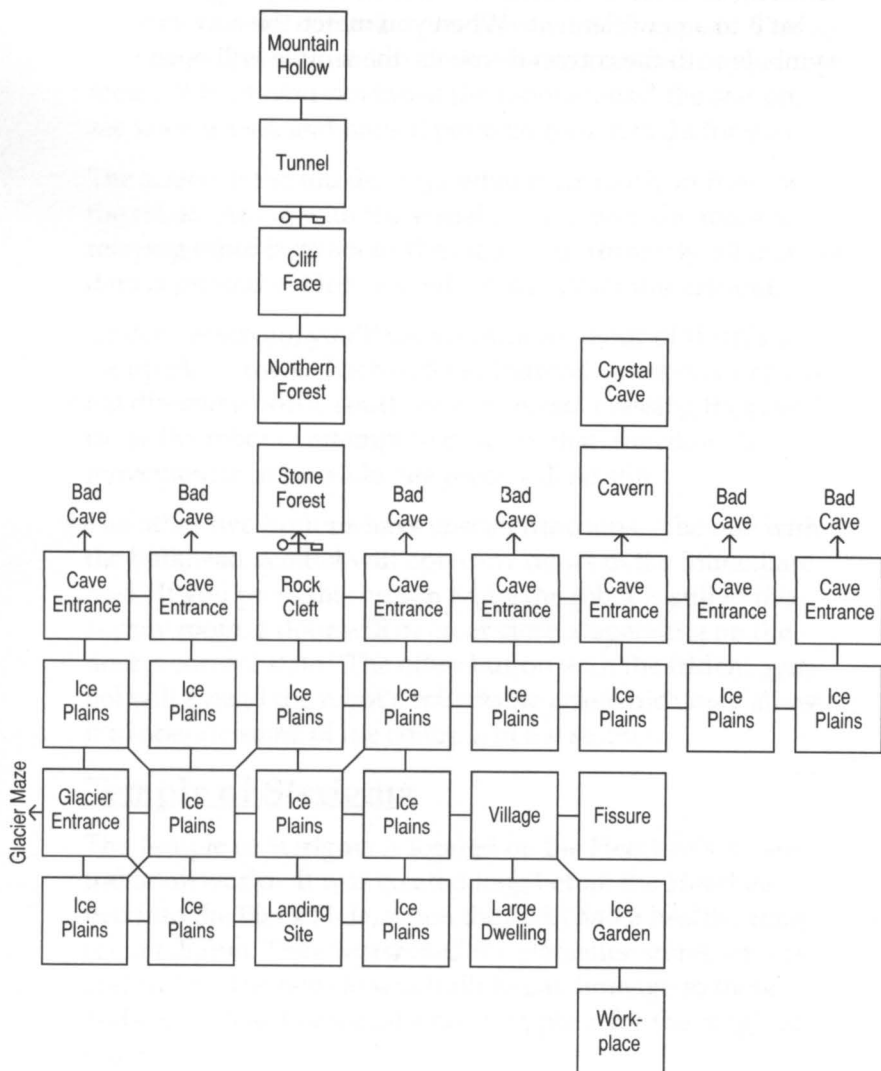 Mountain
Hollow
Tunnel
Cliff
Face
Northern
Forest
Crystal
Cave
Stone
Forest
Cavern
Bad
Cave
Bad
Cave
Bad
Cave
Bad
Cave
Bad
Cave
Bad
Cave
Cave
Entrance
Cave
Entrance
Rock
Cleft
Cave
Entrance
Cave
Entrance
Cave
Entrance
Cave
Entrance
Cave
Entrance
Ice
Plains
Ice
Plains
Ice
Plains
Ice
Plains
Ice
Plains
Ice
Plains
Ice
Plains
Ice
Plains
Glacier Maze
Glacier
Entrance
Ice
Plains
Ice
Plains
Ice
Plains
Village
Fissure
Ice
Plains
Ice
Plains
Landing
Site
Ice
Plains
Large
Dwelling
Ice
Garden
Work-
place